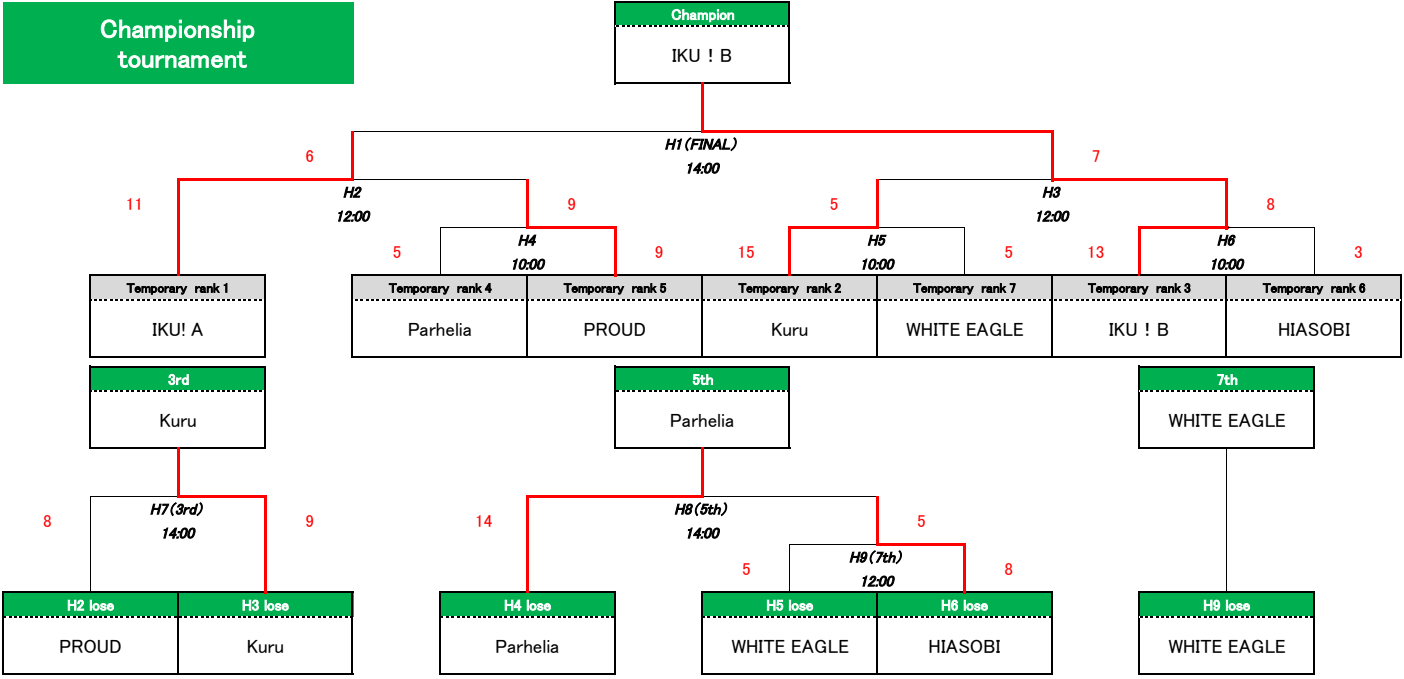 Championship
tournament
Champion
IKU！B
H1(FINAL)
14:00
6
7
H2
12:00
H3
12:00
11
9
5
8
H4
10:00
H5
10:00
H6
10:00
5
9
15
5
13
3
Temporary rank 1
Temporary rank 4
Temporary rank 5
Temporary rank 2
Temporary rank 7
Temporary rank 3
Temporary rank 6
IKU! A
Parhelia
PROUD
Kuru
WHITE EAGLE
IKU！B
HIASOBI
3rd
5th
7th
Kuru
Parhelia
WHITE EAGLE
H7(3rd)
14:00
8
9
H8(5th)
14:00
14
5
H9(7th)
12:00
5
8
H2 lose
H3 lose
H4 lose
H5 lose
H6 lose
H9 lose
PROUD
Kuru
Parhelia
WHITE EAGLE
HIASOBI
WHITE EAGLE